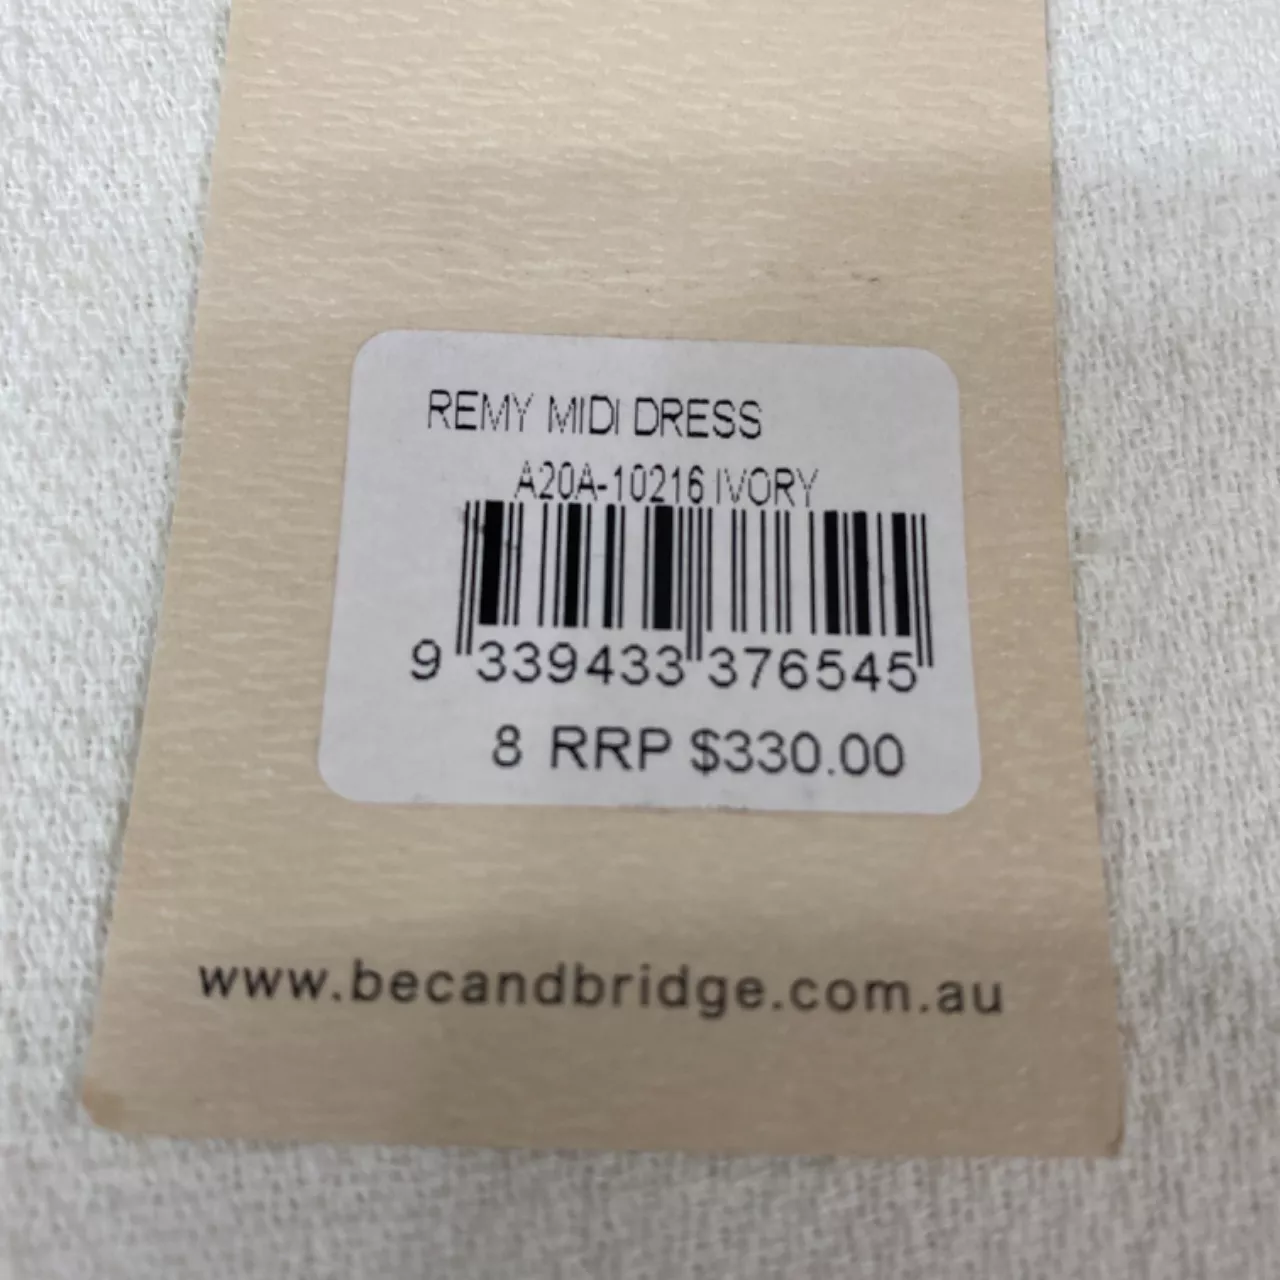 REMY MIDI DRESS
A20A-10216 IVORY
9 339433 376545
8 RRP $330.00
www.becandbridge.com.au